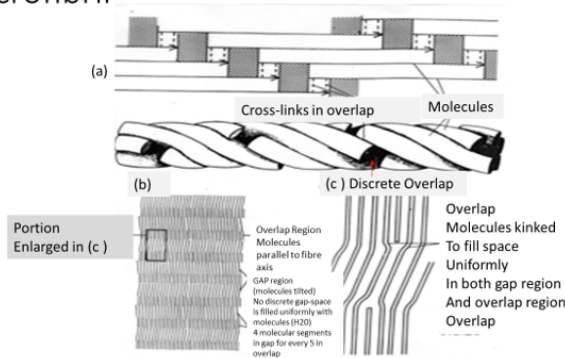 (a)
Cross-links in overlap
Molecules
(b)
(c ) Discrete Overlap
Portion
Enlarged in (c )
Overlap Region
Molecules
parallel to fibre
axis
GAP region
(molecules tilted)
No discrete gap-space
is filled uniformly with
molecules (H20)
4 molecular segments
in gap for every 5 in
overlap
Overlap
Molecules kinked
To fill space
Uniformly
In both gap region
And overlap region
Overlap